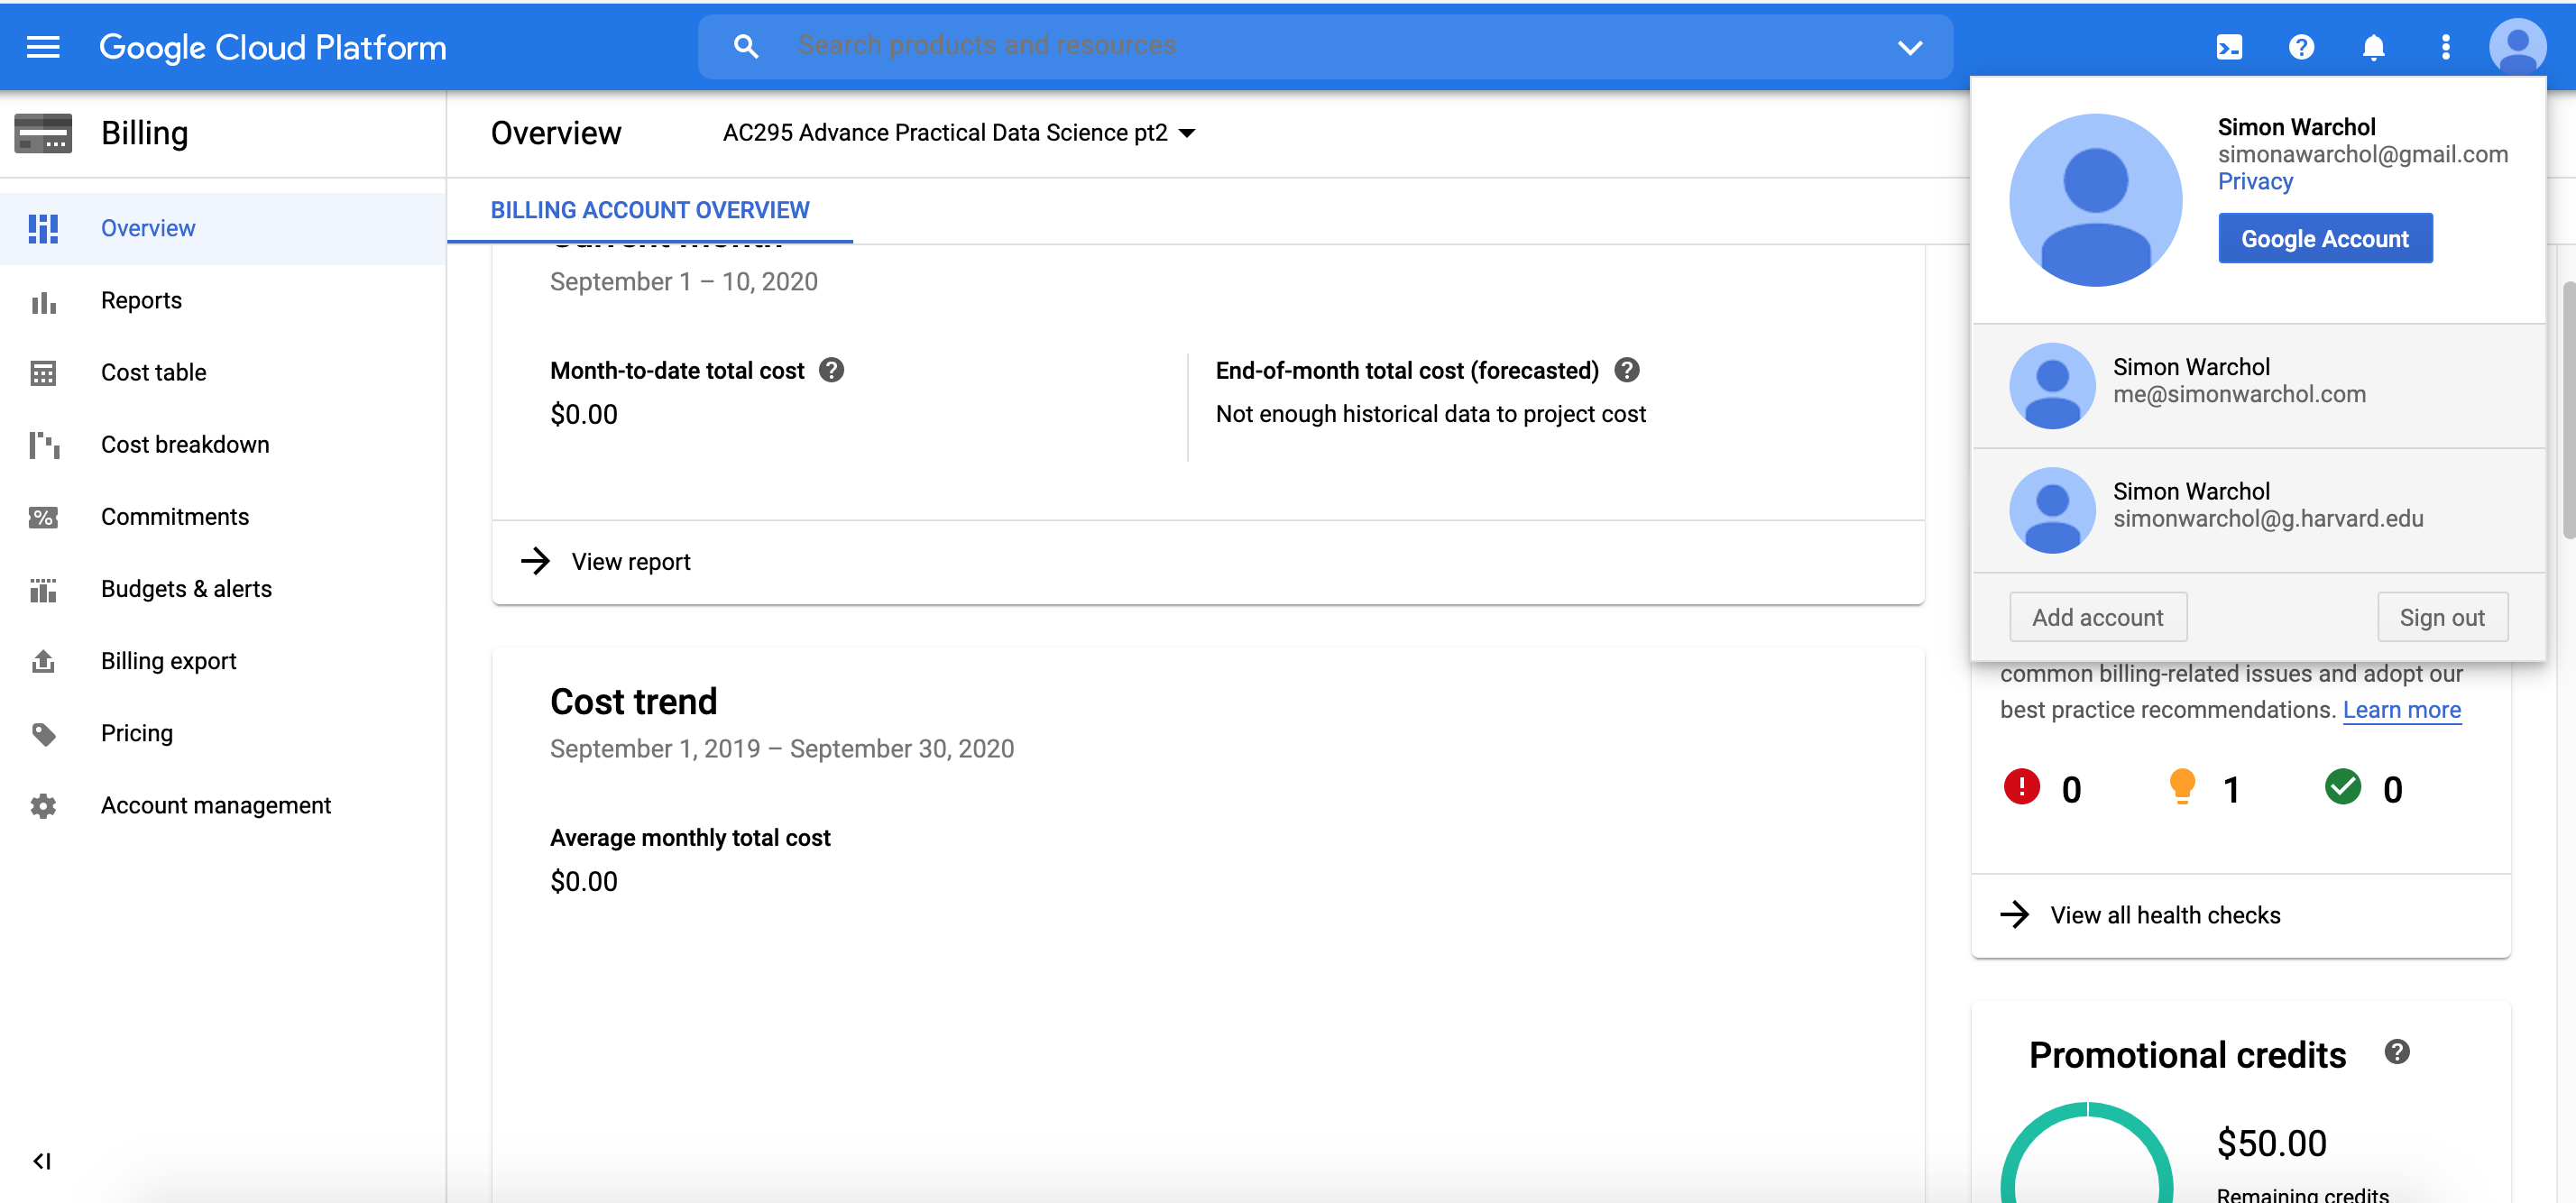 Google Cloud Platform
Search products and resources
Billing
Overview
AC295 Advance Practical Data Science pt2
BILLING ACCOUNT OVERVIEW
Overview
Reports
Cost table
Cost breakdown
Commitments
Budgets & alerts
Billing export
Pricing
Account management
Current month
September 1 – 10, 2020
Month-to-date total cost
$0.00
End-of-month total cost (forecasted)
Not enough historical data to project cost
View report
Cost trend
September 1, 2019 – September 30, 2020
Average monthly total cost
$0.00
Simon Warchol
simonawarchol@gmail.com
Privacy
Google Account
Simon Warchol
me@simonwarchol.com
Simon Warchol
simonwarchol@g.harvard.edu
Add account
Sign out
common billing-related issues and adopt our
best practice recommendations. Learn more
0 1 0
View all health checks
Promotional credits
$50.00
Remaining credits